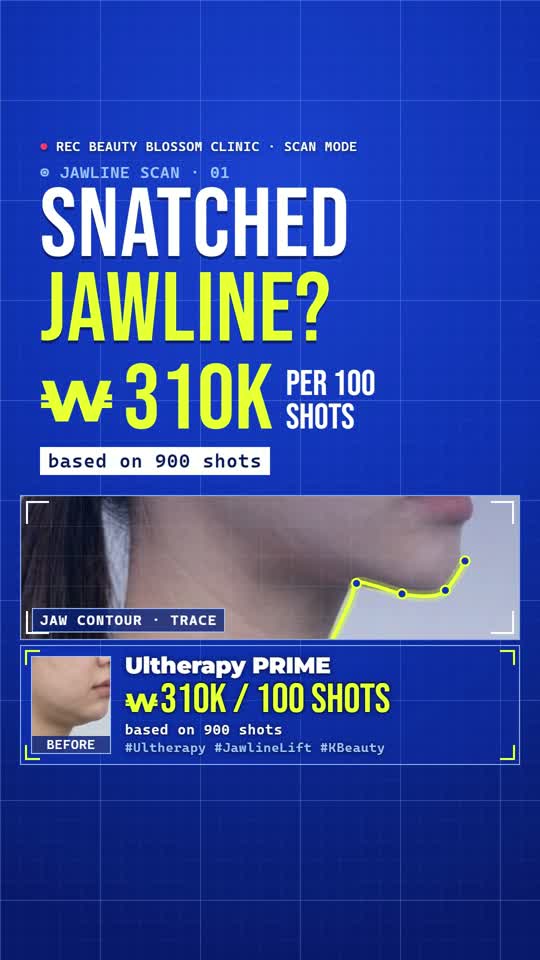 REC BEAUTY BLOSSOM CLINIC · SCAN MODE
◎ JAWLINE SCAN · 01
SNATCHED
JAWLINE?
₩310K PER 100 SHOTS
based on 900 shots
JAW CONTOUR · TRACE
Ultherapy PRIME
₩310K / 100 SHOTS
based on 900 shots
#Ultherapy #JawlineLift #KBeauty
BEFORE